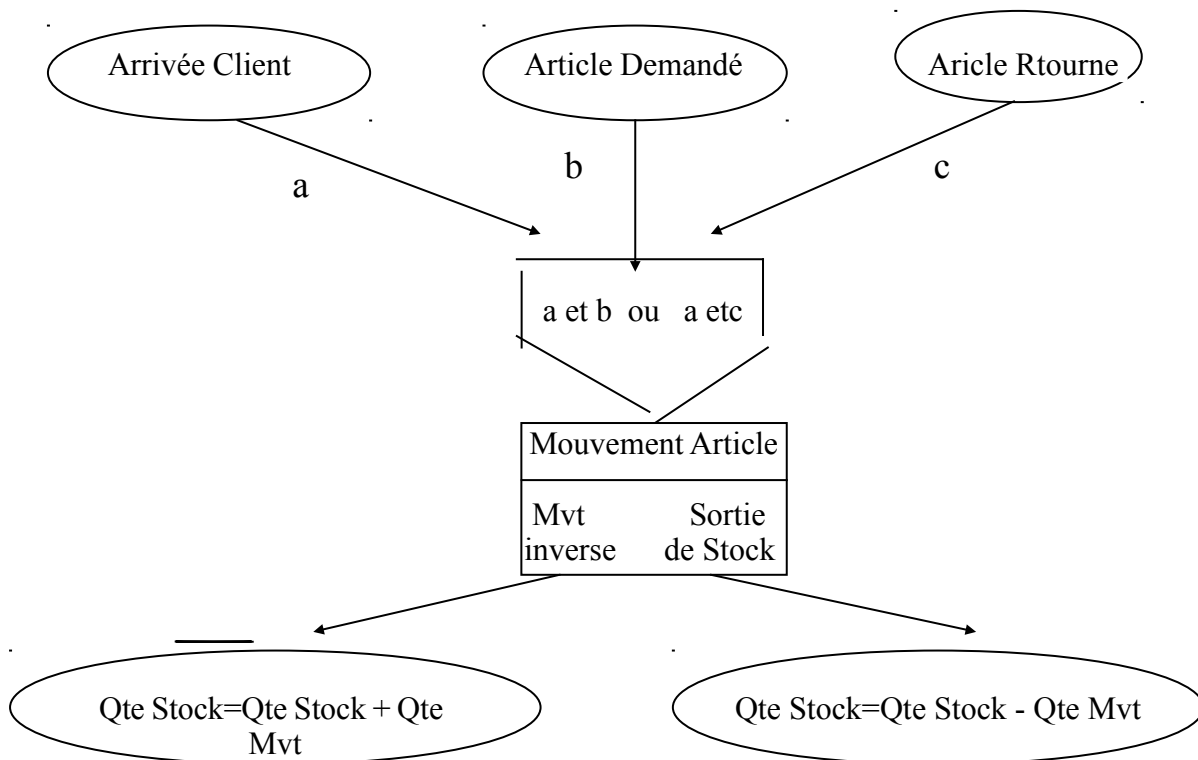 Arrivée Client
Article Demandé
Aricle Rtourne
a
b
c
a et b ou a etc
Mouvement Article
Mvt inverse
Sortie de Stock
Qte Stock=Qte Stock + Qte
Mvt
Qte Stock=Qte Stock - Qte Mvt